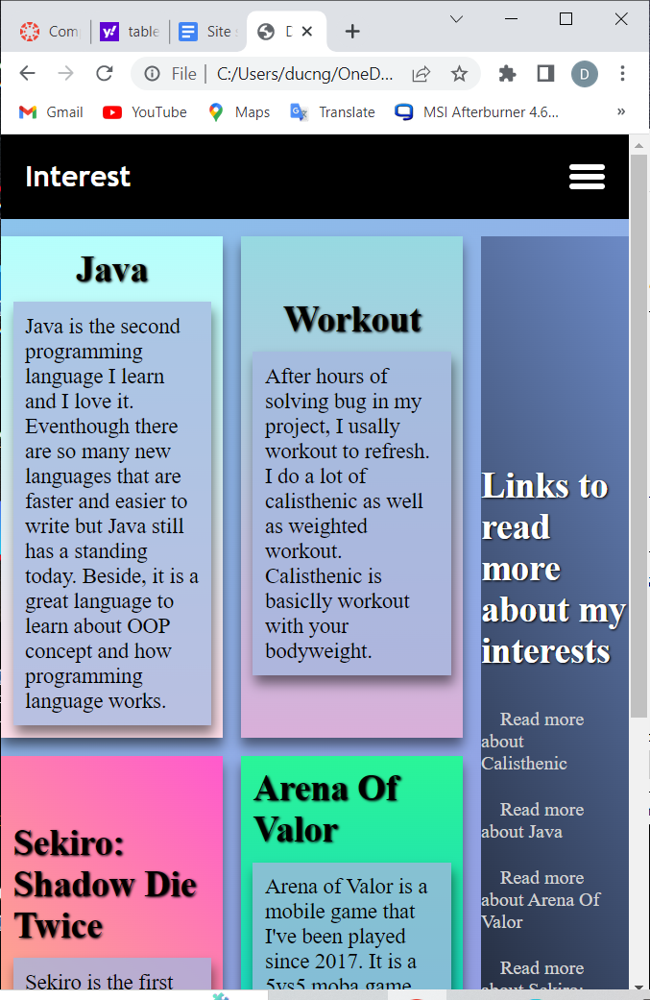 Com
table
Site
D
File
C:/Users/ducng/OneD...
D
Gmail
YouTube
Maps
Translate
MSI Afterburner 4.6...
»
Interest
Java
Java is the second
programming
language I learn
and I love it.
Eventhough there
are so many new
languages that are
faster and easier to
write but Java still
has a standing
today. Beside, it is a
great language to
learn about OOP
concept and how
programming
language works.
Workout
After hours of
solving bug in my
project, I usally
workout to refresh.
I do a lot of
calisthenic as well
as weighted
workout.
Calisthenic is
basiclly workout
with your
bodyweight.
Links to
read
more
about my
interests
Read more
about
Calisthenic
Read more
about Java
Read more
about Arena Of
Valor
Read more
about Sekiro:
Sekiro:
Shadow Die
Twice
Sekiro is the first
Arena Of
Valor
Arena of Valor is a
mobile game that
I've been played
since 2017. It is a
5vs5 moba game